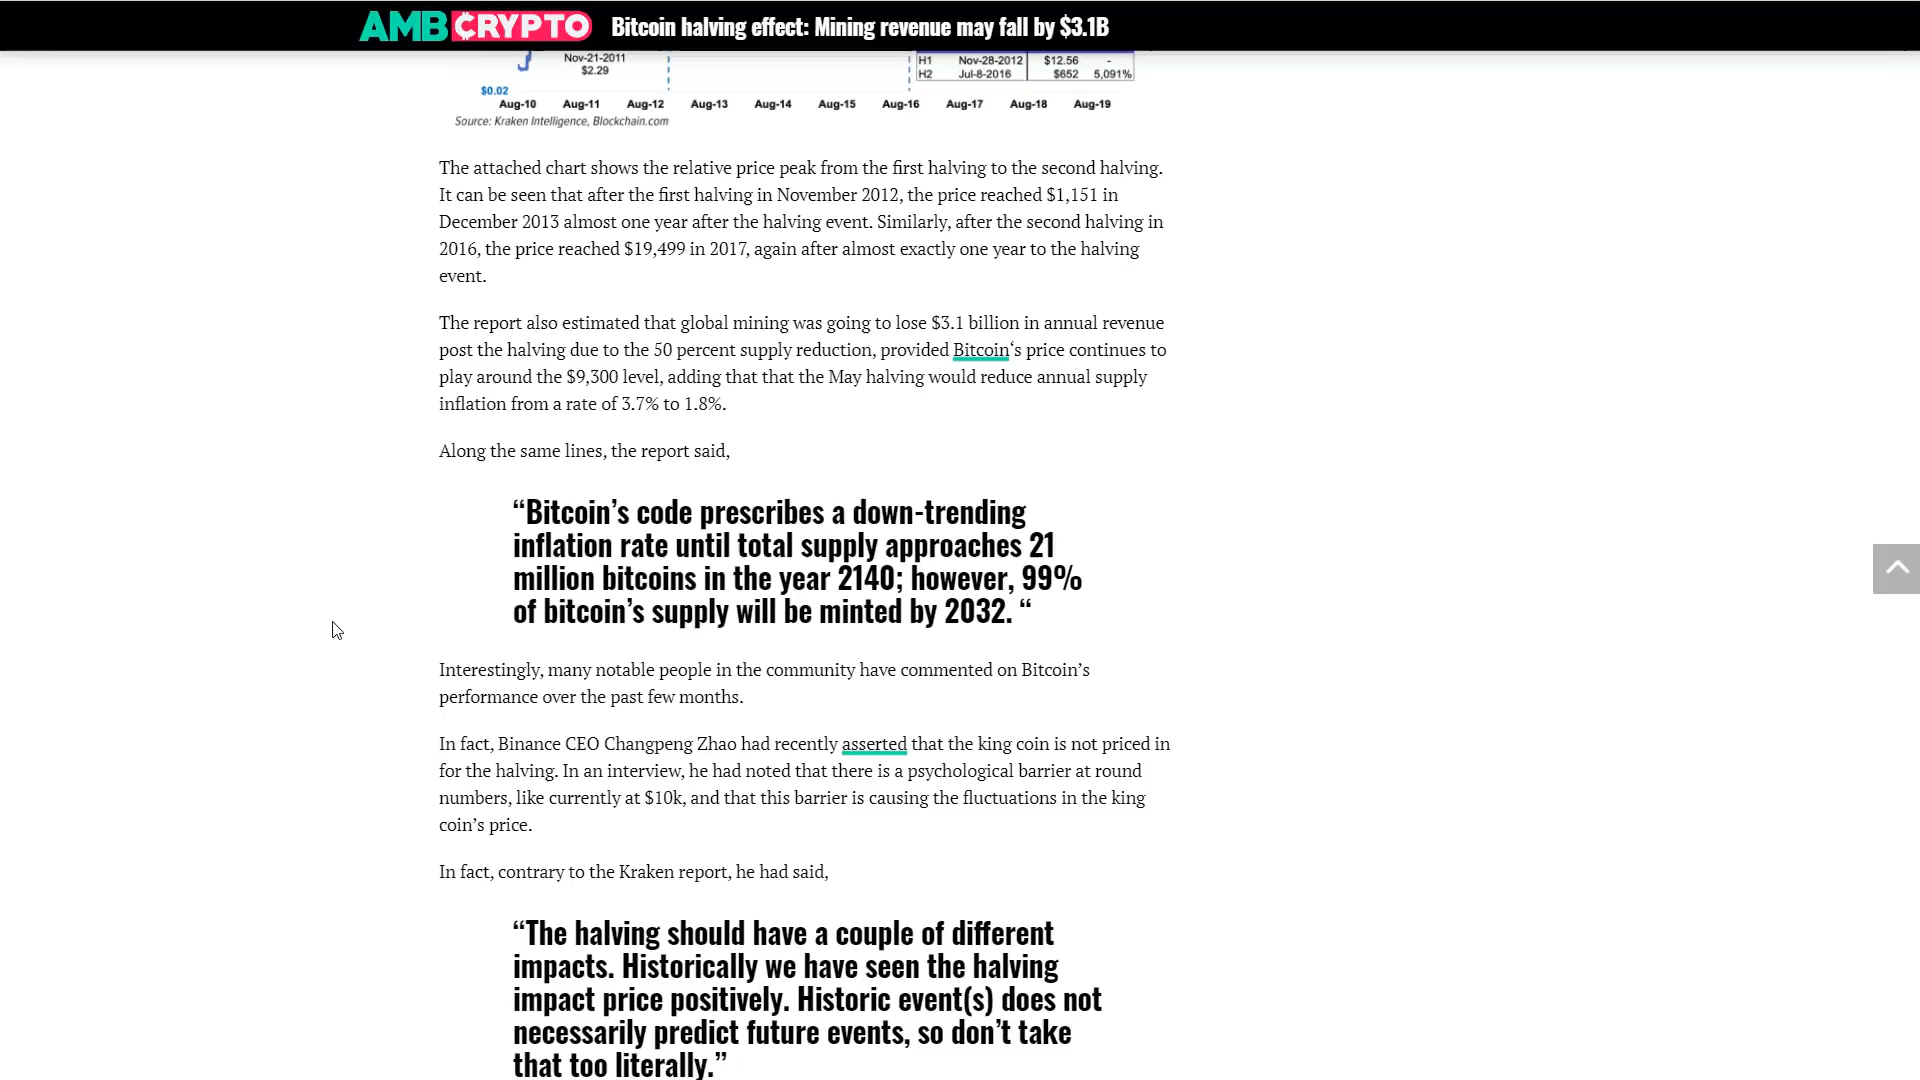 AMBCRYPTO Bitcoin halving effect: Mining revenue may fall by $3.1B
Nov-21-2011
$2.29
H1 Nov-28-2012 $12.56 -
H2 Jul-8-2016 $652 5,091%
$0.02
Aug-10 Aug-11 Aug-12 Aug-13 Aug-14 Aug-15 Aug-16 Aug-17 Aug-18 Aug-19
Source: Kraken Intelligence, Blockchain.com
The attached chart shows the relative price peak from the first halving to the second halving.
It can be seen that after the first halving in November 2012, the price reached $1,151 in
December 2013 almost one year after the halving event. Similarly, after the second halving in
2016, the price reached $19,499 in 2017, again after almost exactly one year to the halving
event.
The report also estimated that global mining was going to lose $3.1 billion in annual revenue
post the halving due to the 50 percent supply reduction, provided Bitcoin‘s price continues to
play around the $9,300 level, adding that that the May halving would reduce annual supply
inflation from a rate of 3.7% to 1.8%.
Along the same lines, the report said,
“Bitcoin’s code prescribes a down-trending
inflation rate until total supply approaches 21
million bitcoins in the year 2140; however, 99%
of bitcoin’s supply will be minted by 2032. “
Interestingly, many notable people in the community have commented on Bitcoin’s
performance over the past few months.
In fact, Binance CEO Changpeng Zhao had recently asserted that the king coin is not priced in
for the halving. In an interview, he had noted that there is a psychological barrier at round
numbers, like currently at $10k, and that this barrier is causing the fluctuations in the king
coin’s price.
In fact, contrary to the Kraken report, he had said,
“The halving should have a couple of different
impacts. Historically we have seen the halving
impact price positively. Historic event(s) does not
necessarily predict future events, so don’t take
that too literally.”